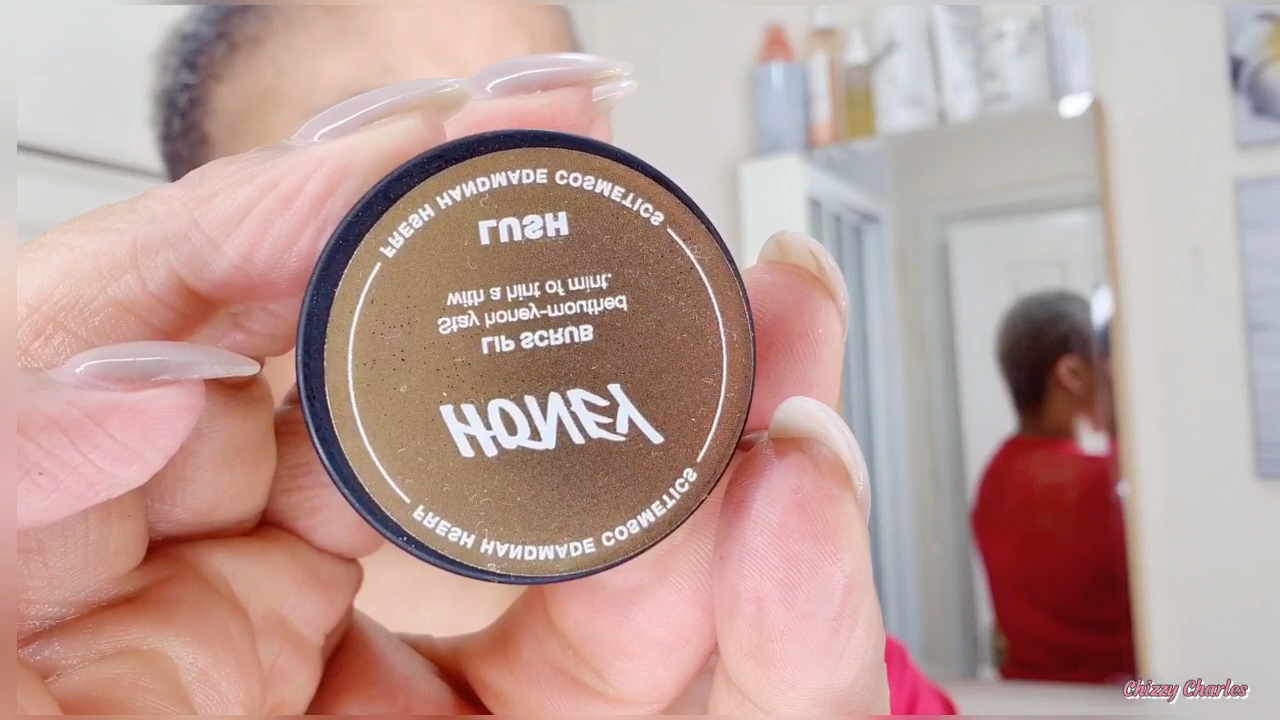 FRESH HANDMADE COSMETICS
HONEY
LIP SCRUB
Stay honey-mouthed
with a hint of mint.
LUSH
FRESH HANDMADE COSMETICS
Chizzy Charles